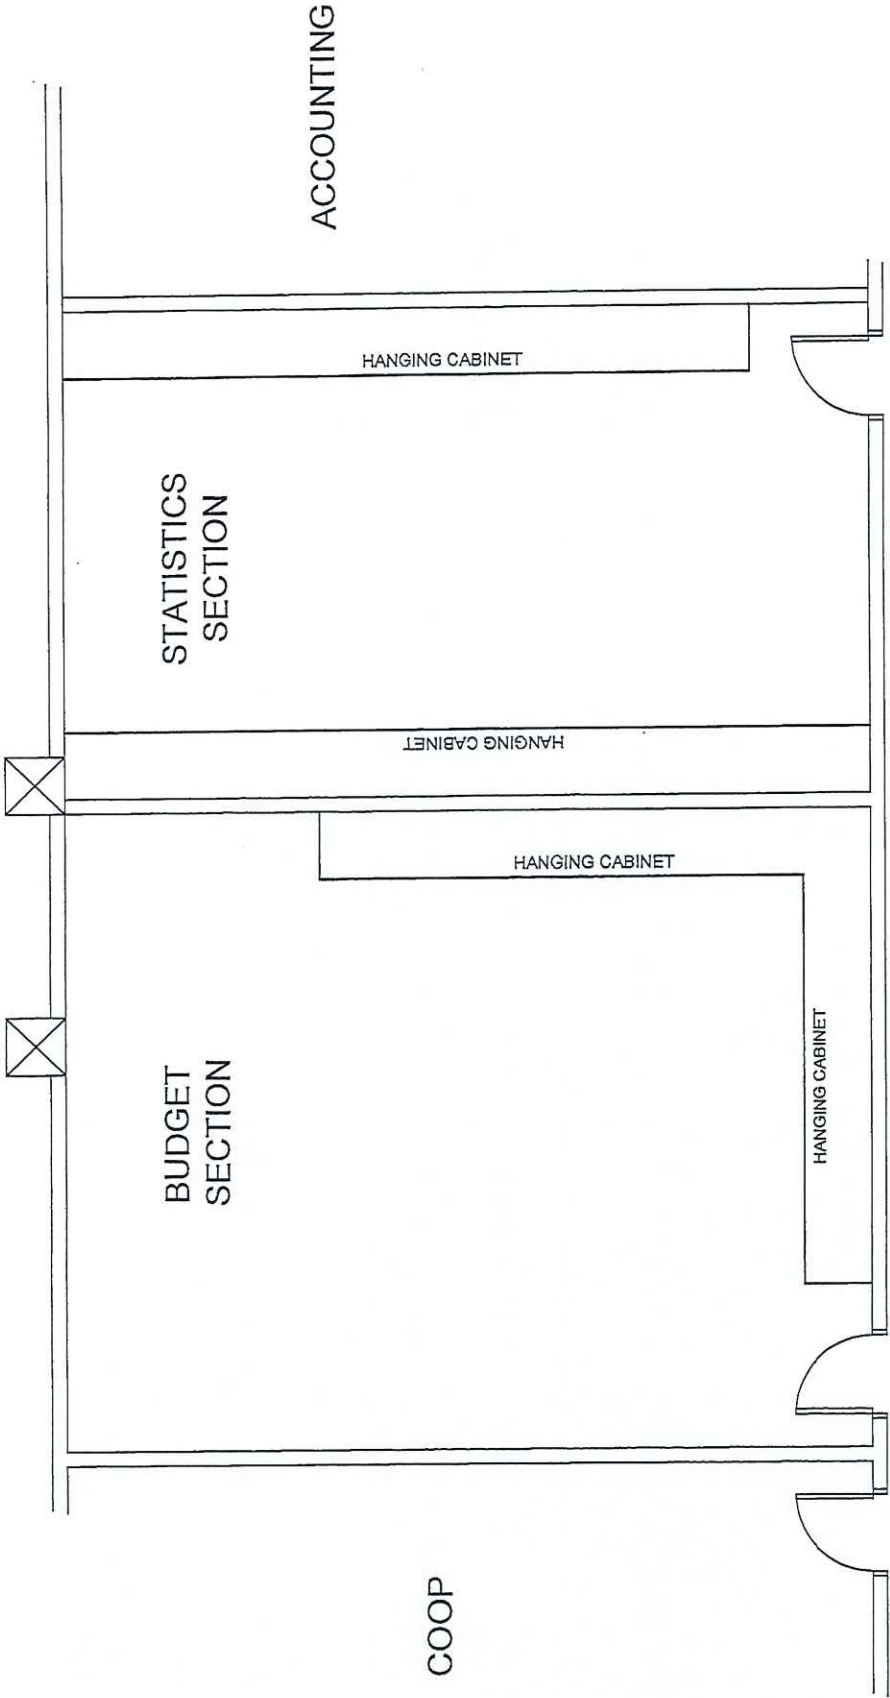 ACCOUNTING
HANGING CABINET
STATISTICS
SECTION
HANGING CABINET
HANGING CABINET
HANGING CABINET
BUDGET
SECTION
COOP